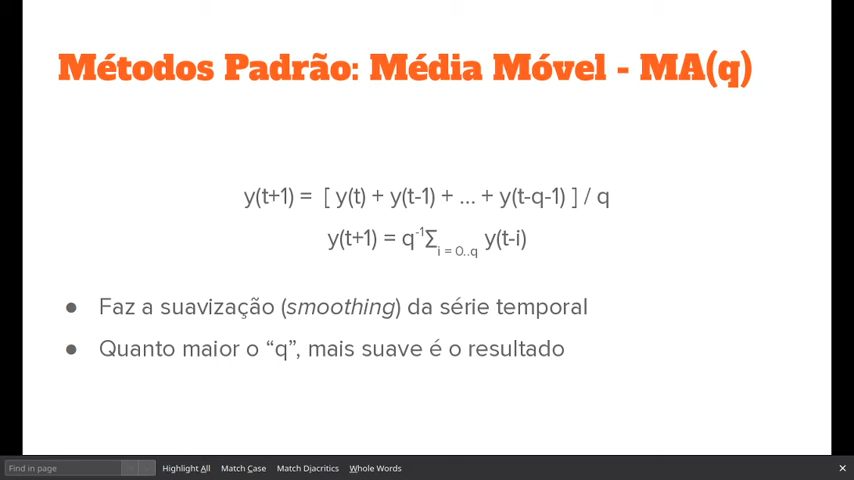 Métodos Padrão: Média Móvel - MA(q)
y(t+1) = [ y(t) + y(t-1) + ... + y(t-q-1) ] / q
y(t+1) = q⁻¹Σ i = 0..q y(t-i)
● Faz a suavização (smoothing) da série temporal
● Quanto maior o “q”, mais suave é o resultado
Find in page Highlight All Match Case Match Diacritics Whole Words